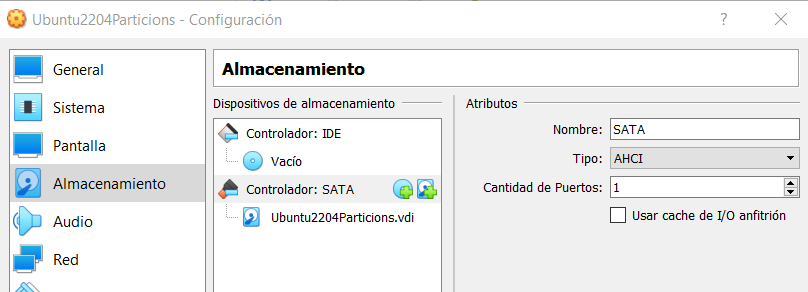 Ubuntu2204Particions - Configuración
General
Sistema
Pantalla
Almacenamiento
Audio
Red
Almacenamiento
Dispositivos de almacenamiento
Controlador: IDE
Vacío
Controlador: SATA
Ubuntu2204Particions.vdi
Atributos
Nombre: SATA
Tipo: AHCI
Cantidad de Puertos: 1
Usar cache de I/O anfitrión